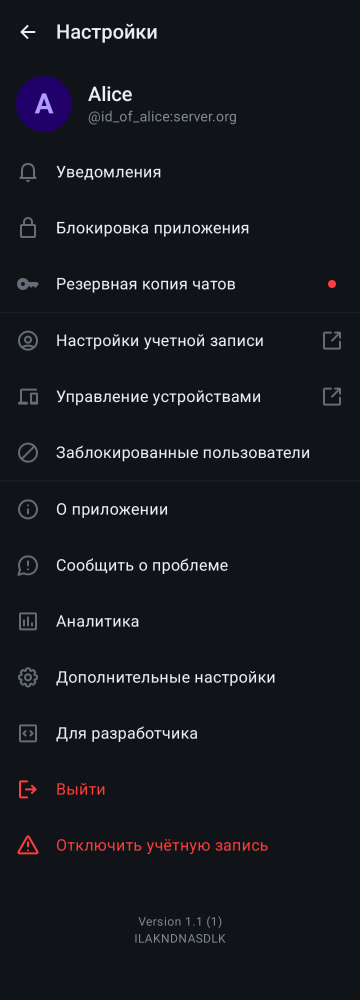 Настройки
A
Alice
@id_of_alice:server.org
Уведомления
Блокировка приложения
Резервная копия чатов
Настройки учетной записи
Управление устройствами
Заблокированные пользователи
О приложении
Сообщить о проблеме
Аналитика
Дополнительные настройки
Для разработчика
Выйти
Отключить учётную запись
Version 1.1 (1)
ILAKNDNASDLK